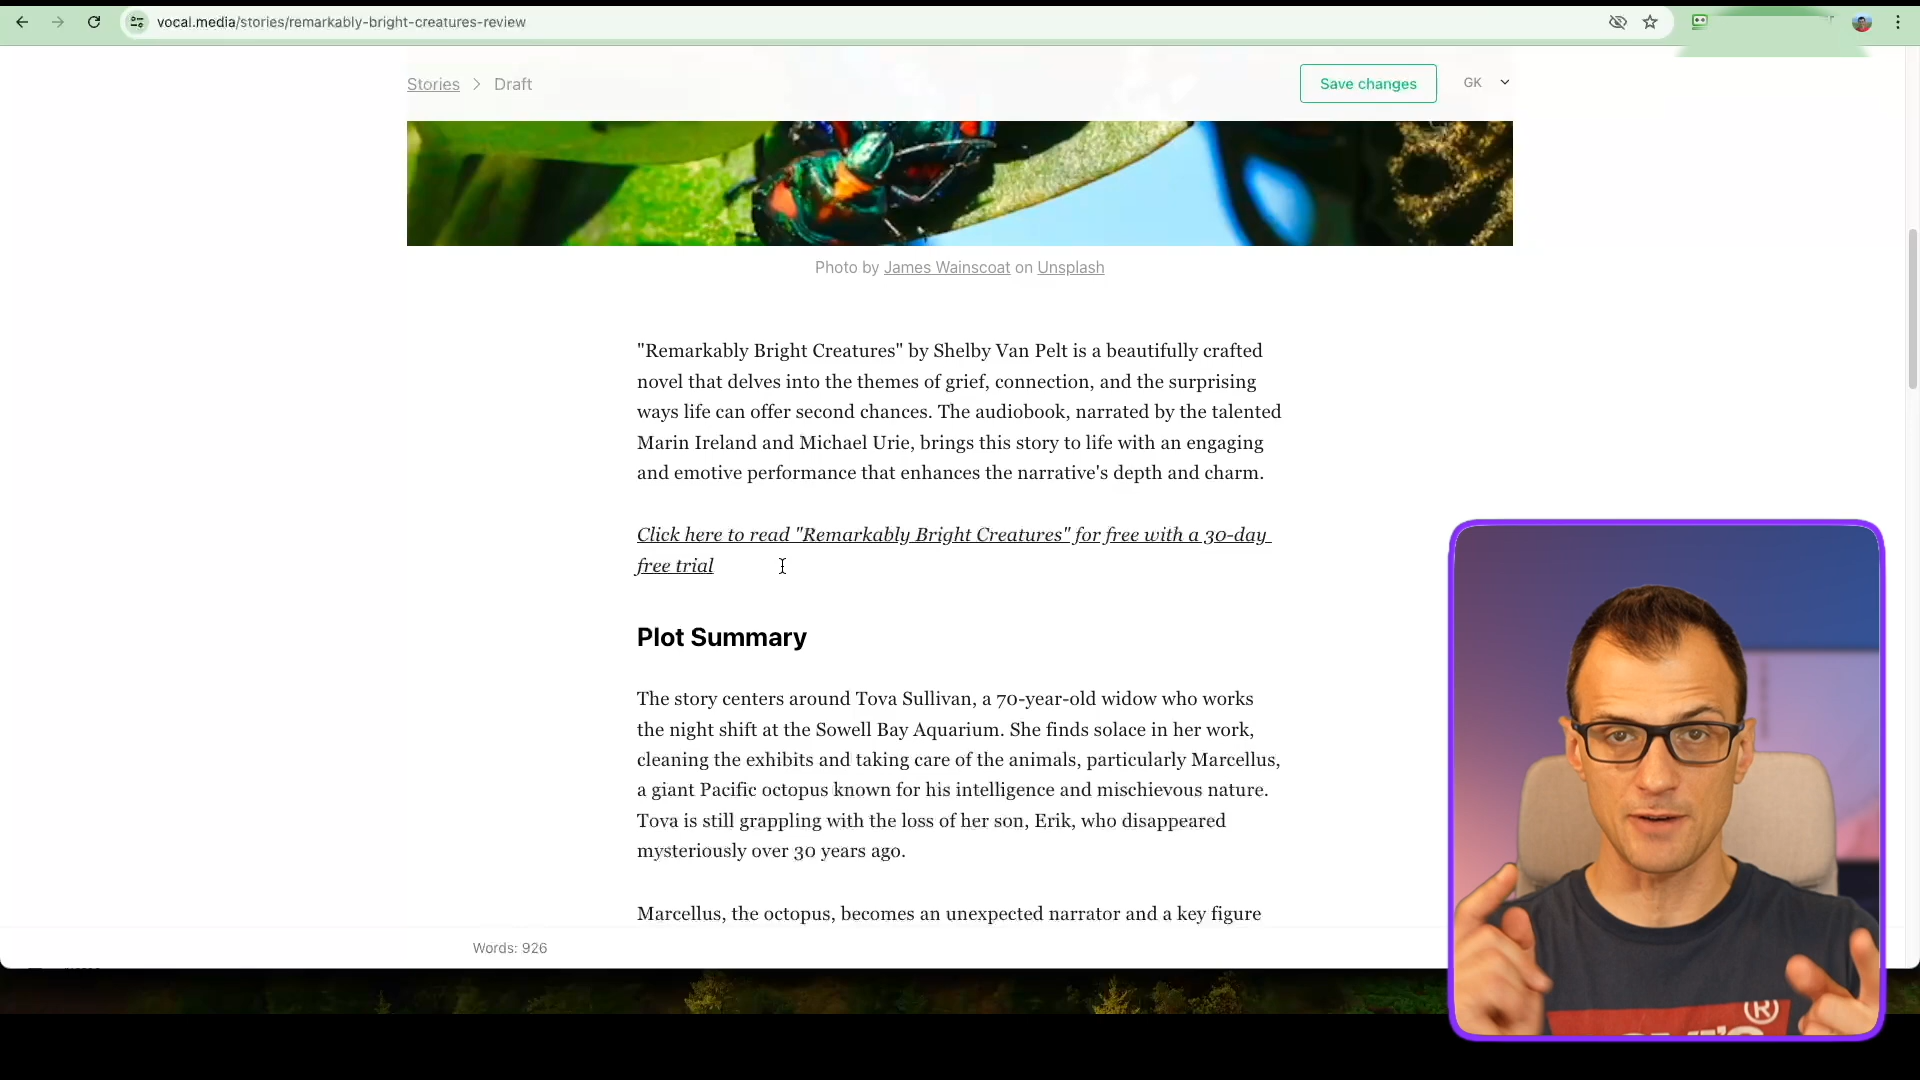 vocal.media/stories/remarkably-bright-creatures-review
Stories > Draft
Save changes
GK
Photo by James Wainscoat on Unsplash
"Remarkably Bright Creatures" by Shelby Van Pelt is a beautifully crafted
novel that delves into the themes of grief, connection, and the surprising
ways life can offer second chances. The audiobook, narrated by the talented
Marin Ireland and Michael Urie, brings this story to life with an engaging
and emotive performance that enhances the narrative's depth and charm.
Click here to read "Remarkably Bright Creatures" for free with a 30-day
free trial
Plot Summary
The story centers around Tova Sullivan, a 70-year-old widow who works
the night shift at the Sowell Bay Aquarium. She finds solace in her work,
cleaning the exhibits and taking care of the animals, particularly Marcellus,
a giant Pacific octopus known for his intelligence and mischievous nature.
Tova is still grappling with the loss of her son, Erik, who disappeared
mysteriously over 30 years ago.
Marcellus, the octopus, becomes an unexpected narrator and a key figure
Words: 926
®